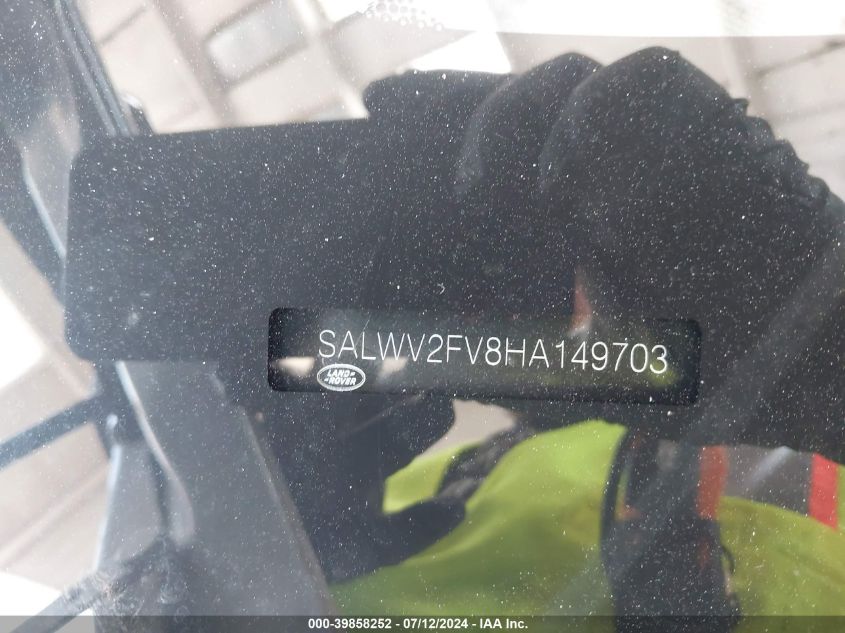 SALWV2FV8HA149703
LAND=
=ROVER
000-39858252 - 07/12/2024 - IAA Inc.